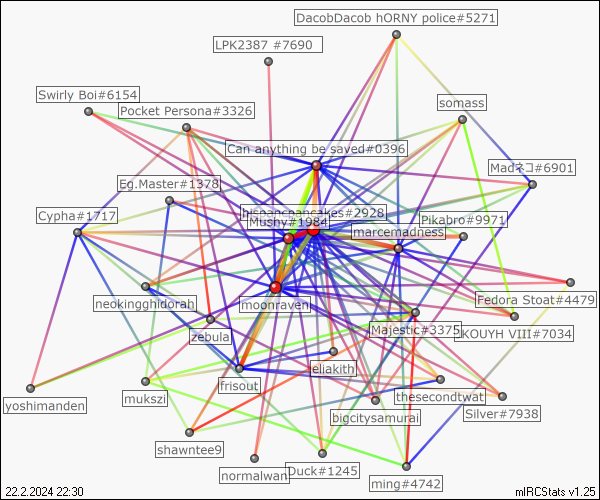 DacobDacob hORNY police#5271
LPK2387 #7690
Swirly Boi#6154
Pocket Persona#3326
somass
Can anything be saved#0396
Madネコ#6901
Eg.Master#1378
Cypha#1717
hicpancpancakes#2928
Mushy#1984
Pikabro#9971
marcemadness
neokingghidorah
moonraven
Fedora Stoat#4479
zebula
Majestic#3375
KOUYH VIII#7034
eliakith
frisout
yoshimanden
mukszi
thesecondtwat
bigcitysamurai
Silver#7938
shawntee9
normalwan
Duck#1245
ming#4742
22.2.2024 22:30
mIRCStats v1.25